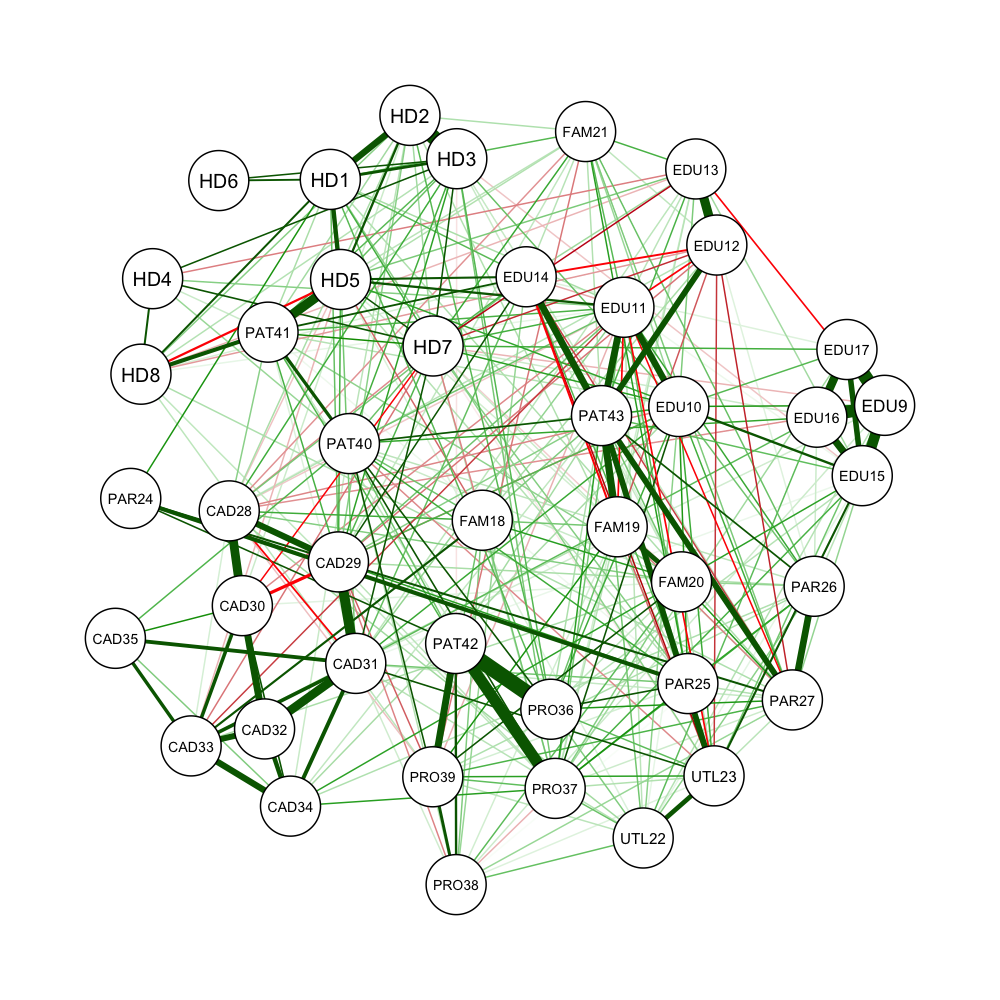 HD2
FAM21
HD3
EDU13
HD6
HD1
EDU12
HD4
HD5
EDU14
EDU11
PAT41
HD7
EDU17
HD8
EDU9
EDU10
PAT43
EDU16
PAT40
EDU15
PAR24
CAD28
FAM18
FAM19
CAD29
FAM20
PAR26
CAD30
CAD35
PAT42
CAD31
PAR25
PAR27
PRO36
CAD32
CAD33
PRO39
UTL23
PRO37
CAD34
UTL22
PRO38